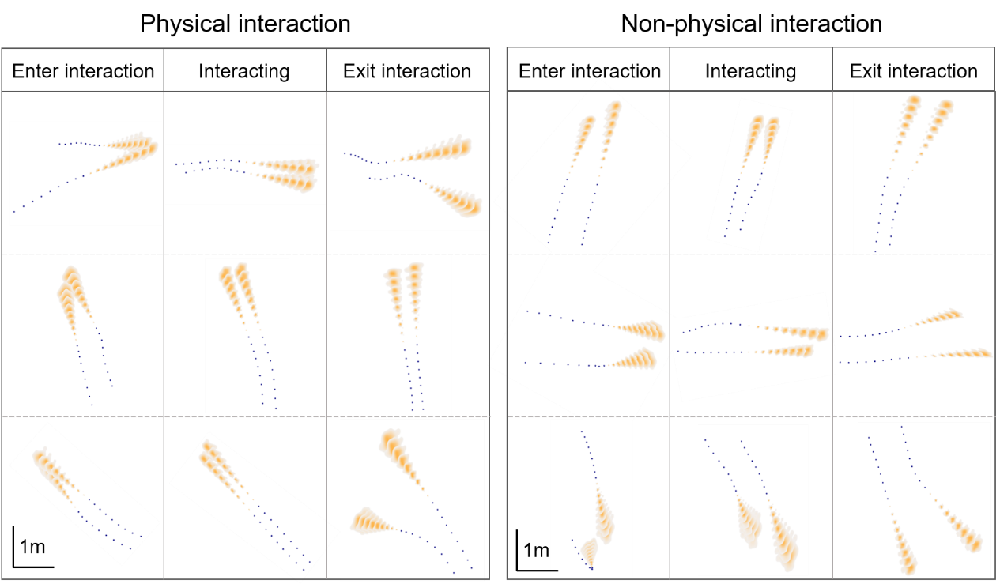 Physical interaction
Non-physical interaction
Enter interaction
Interacting
Exit interaction
Enter interaction
Interacting
Exit interaction
1m
1m